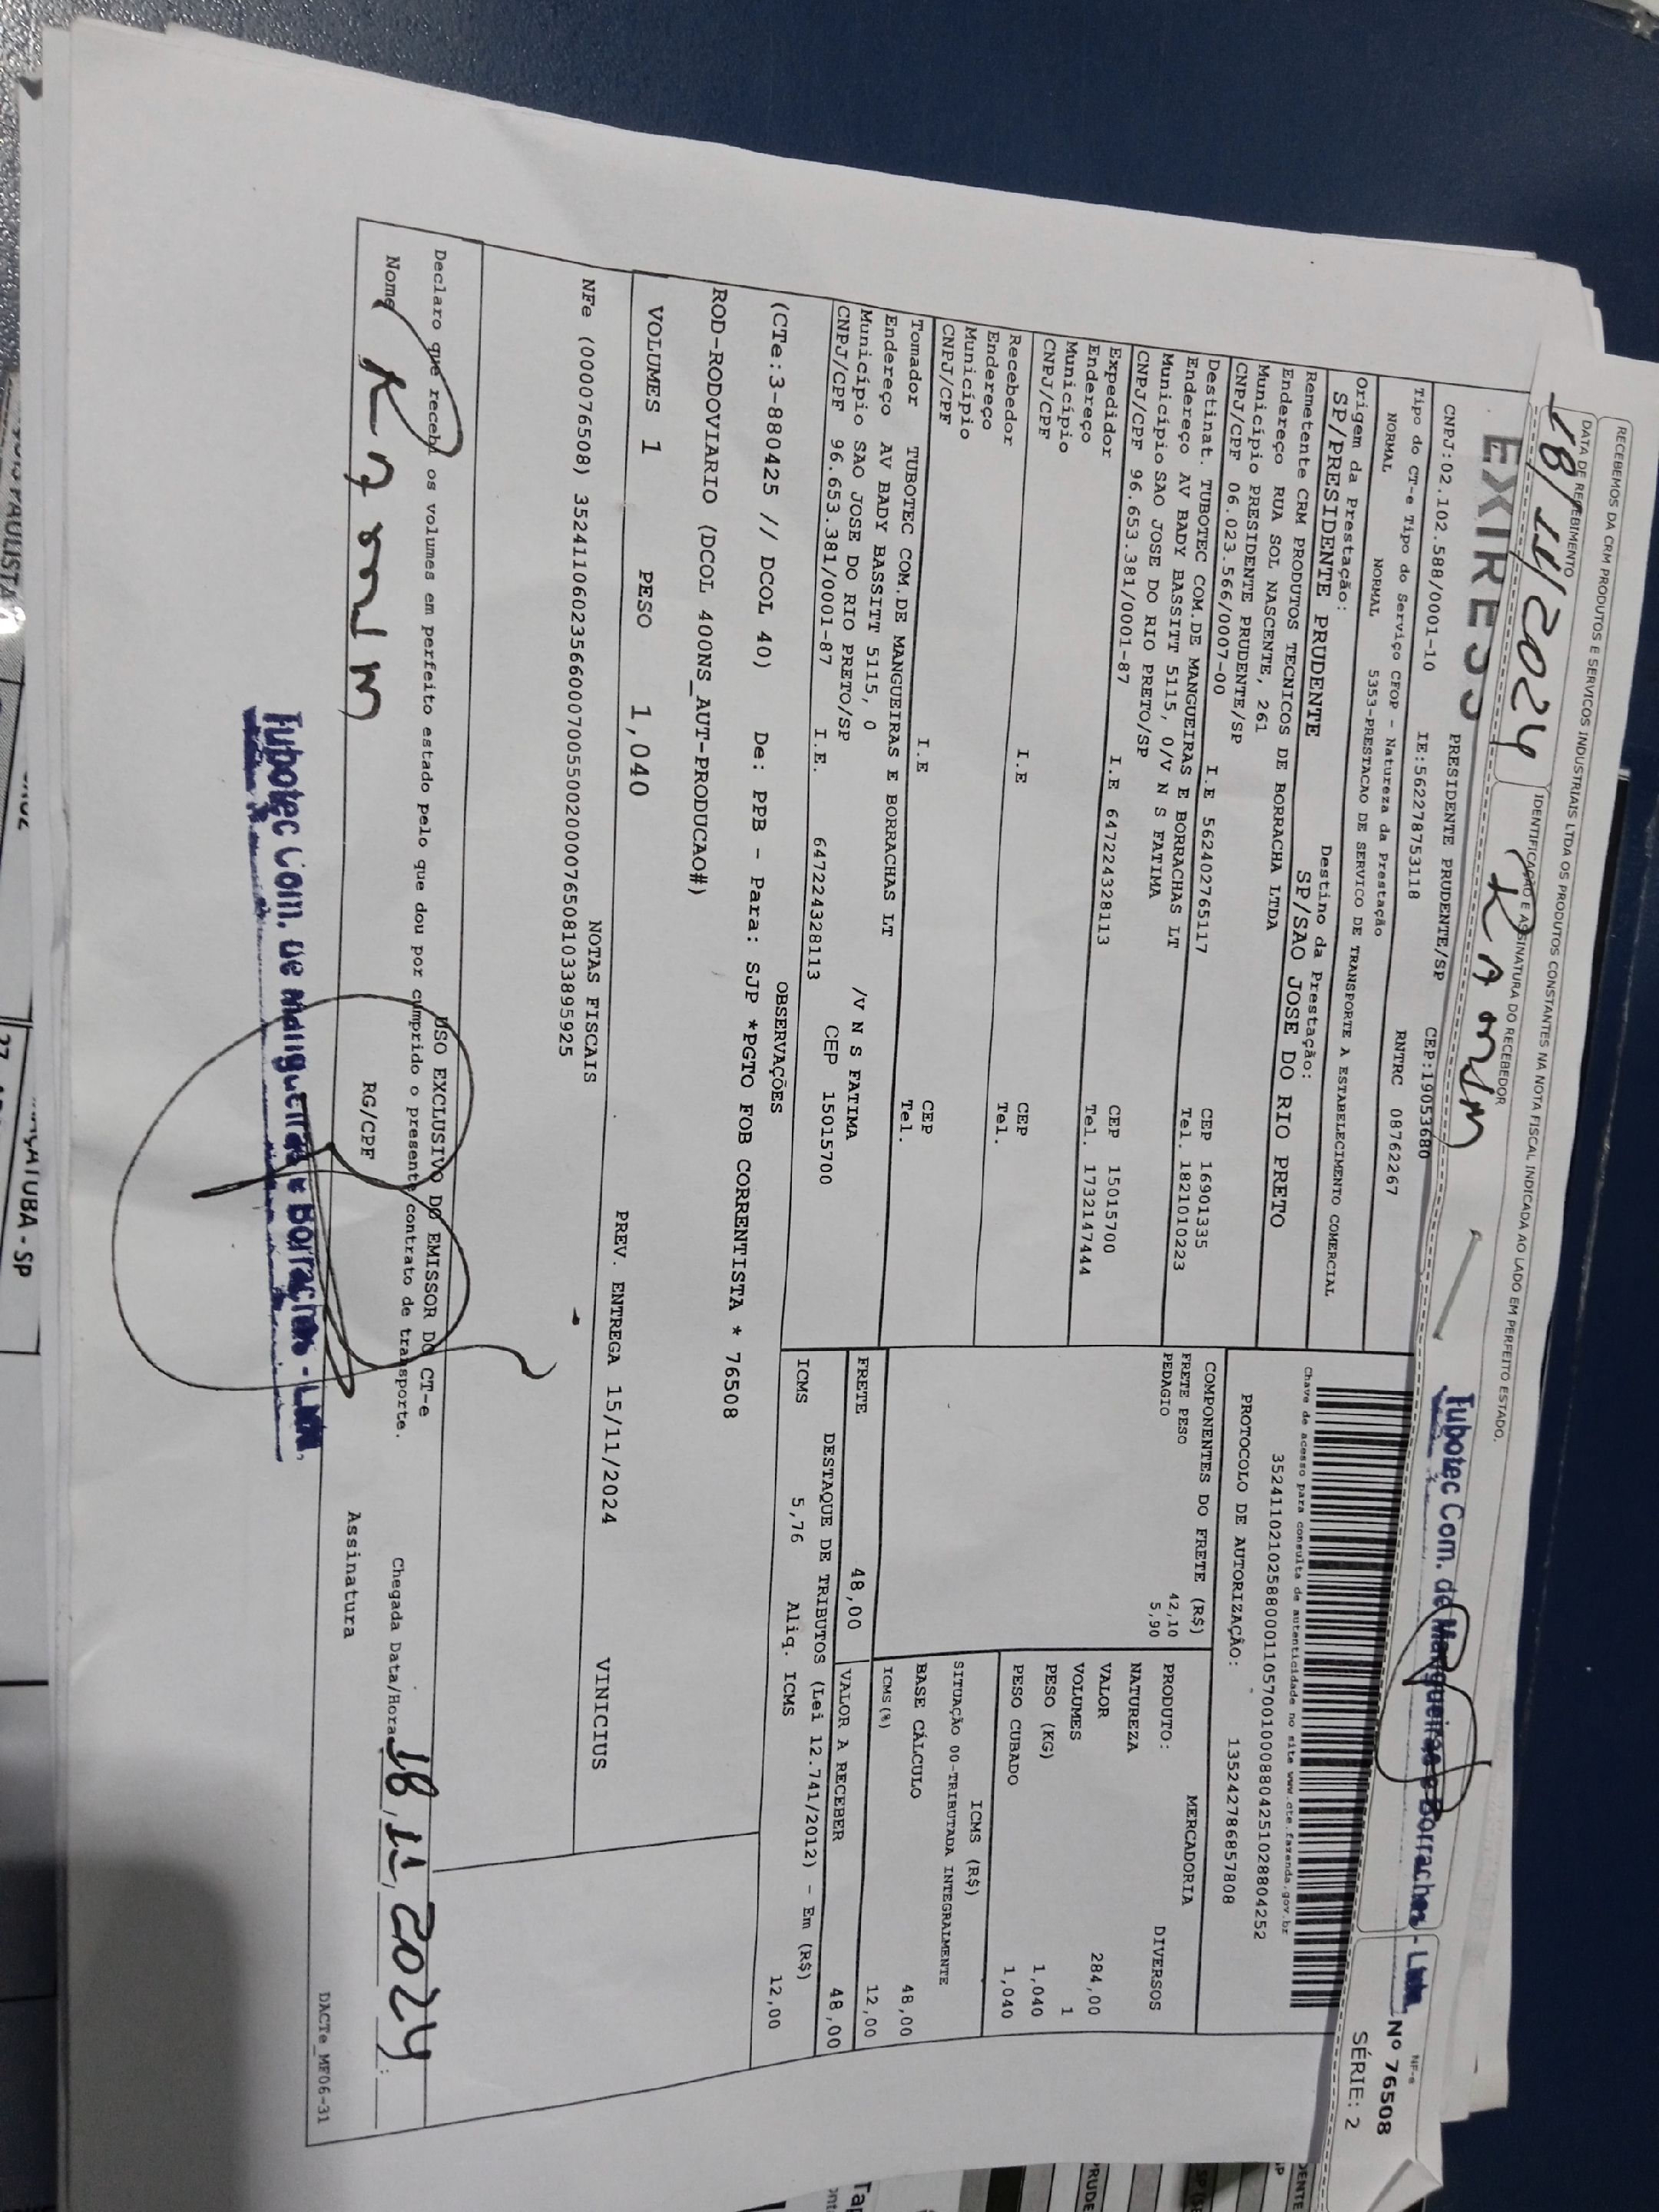 RECEBEMOS DA CRM PRODUTOS E SERVICOS INDUSTRIAIS LTDA OS PRODUTOS CONSTANTES NA NOTA FISCAL INDICADA AO LADO EM PERFEITO ESTADO.
DATA DE RECEBIMENTO
IDENTIFICAÇÃO E ASSINATURA DO RECEBEDOR
18/11/2024
Tubotec Com. de Mangueiras e Borrachas - Ltda.
NF-e
Nº 76508
SÉRIE: 2
CNPJ:02.102.588/0001-10 PRESIDENTE PRUDENTE/SP CEP:19053680
IE:562278753118 RNTRC 08762267
Tipo do CT-e Tipo do Serviço CFOP - Natureza da Prestação
NORMAL NORMAL 5353-PRESTACAO DE SERVICO DE TRANSPORTE A ESTABELECIMENTO COMERCIAL
Origem da Prestação: Destino da Prestação:
SP/PRESIDENTE PRUDENTE SP/SAO JOSE DO RIO PRETO
Chave de acesso para consulta de autenticidade no site www.cte.fazenda.gov.br
PROTOCOLO DE AUTORIZAÇÃO: 135242786857808
Remetente CRM PRODUTOS TECNICOS DE BORRACHA LTDA
Endereço RUA SOL NASCENTE, 261
Município PRESIDENTE PRUDENTE/SP CEP 16901335
CNPJ/CPF 06.023.566/0007-00 I.E 562402765117 Tel. 1821010223
Destinat. TUBOTEC COM.DE MANGUEIRAS E BORRACHAS LT
Endereço AV BADY BASSITT 5115, 0/V N S FATIMA
Município SAO JOSE DO RIO PRETO/SP CEP 15015700
CNPJ/CPF 96.653.381/0001-87 I.E 647224328113 Tel. 1732147444
Expedidor
Endereço
Município CEP
CNPJ/CPF I.E Tel.
Recebedor
Endereço
Município CEP
CNPJ/CPF I.E Tel.
Tomador TUBOTEC COM.DE MANGUEIRAS E BORRACHAS LT
Endereço AV BADY BASSITT 5115, 0 /V N S FATIMA
Município SAO JOSE DO RIO PRETO/SP CEP 15015700
CNPJ/CPF 96.653.381/0001-87 I.E. 647224328113
COMPONENTES DO FRETE (R$)
FRETE PESO 42,10
PEDAGIO 5,90
MERCADORIA
PRODUTO: DIVERSOS
NATUREZA
VALOR 284,00
VOLUMES 1
PESO (KG) 1,040
PESO CUBADO 1,040
ICMS (R$)
SITUAÇÃO 00-TRIBUTADA INTEGRALMENTE
BASE CÁLCULO 48,00
ICMS(%) 12,00
FRETE 48,00 VALOR A RECEBER 48,00
DESTAQUE DE TRIBUTOS (Lei 12.741/2012) - Em (R$)
ICMS 5,76 Aliq. ICMS 12,00
OBSERVAÇÕES
(CTe:3-880425 // DCOL 40) De: PPB - Para: SJP *PGTO FOB CORRENTISTA * 76508
ROD-RODOVIARIO (DCOL 400NS_AUT-PRODUCAO#)
VOLUMES 1 PESO 1,040 PREV. ENTREGA 15/11/2024 VINICIUS
NOTAS FISCAIS
NFe (000076508) 35241106023566000700550020000765081033895925
USO EXCLUSIVO DO EMISSOR DO CT-e
Declaro que recebi os volumes em perfeito estado pelo que dou por cumprido o presente contrato de transporte.
Nome RG/CPF Assinatura Chegada Data/Hora 18/11/2024
Tubotec Com. de Mangueiras e Borrachas - Ltda.
DACTe_MF06-31